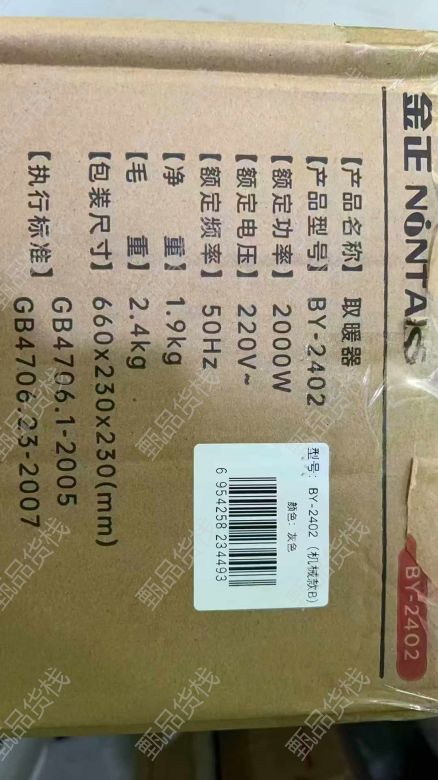 金正 NiNTAUS
【产品名称】 取暖器
【产品型号】 BY-2402
【额定功率】 2000W
【额定电压】 220V~
【额定频率】 50Hz
【净 重】 1.9kg
【毛 重】 2.4kg
【包装尺寸】 660x230x230(mm)
【执行标准】 GB4706.1-2005
GB4706.23-2007
型号: BY-2402 (机械款B)
颜色: 灰色
6 954258 234493
BY-2402
甄品货栈